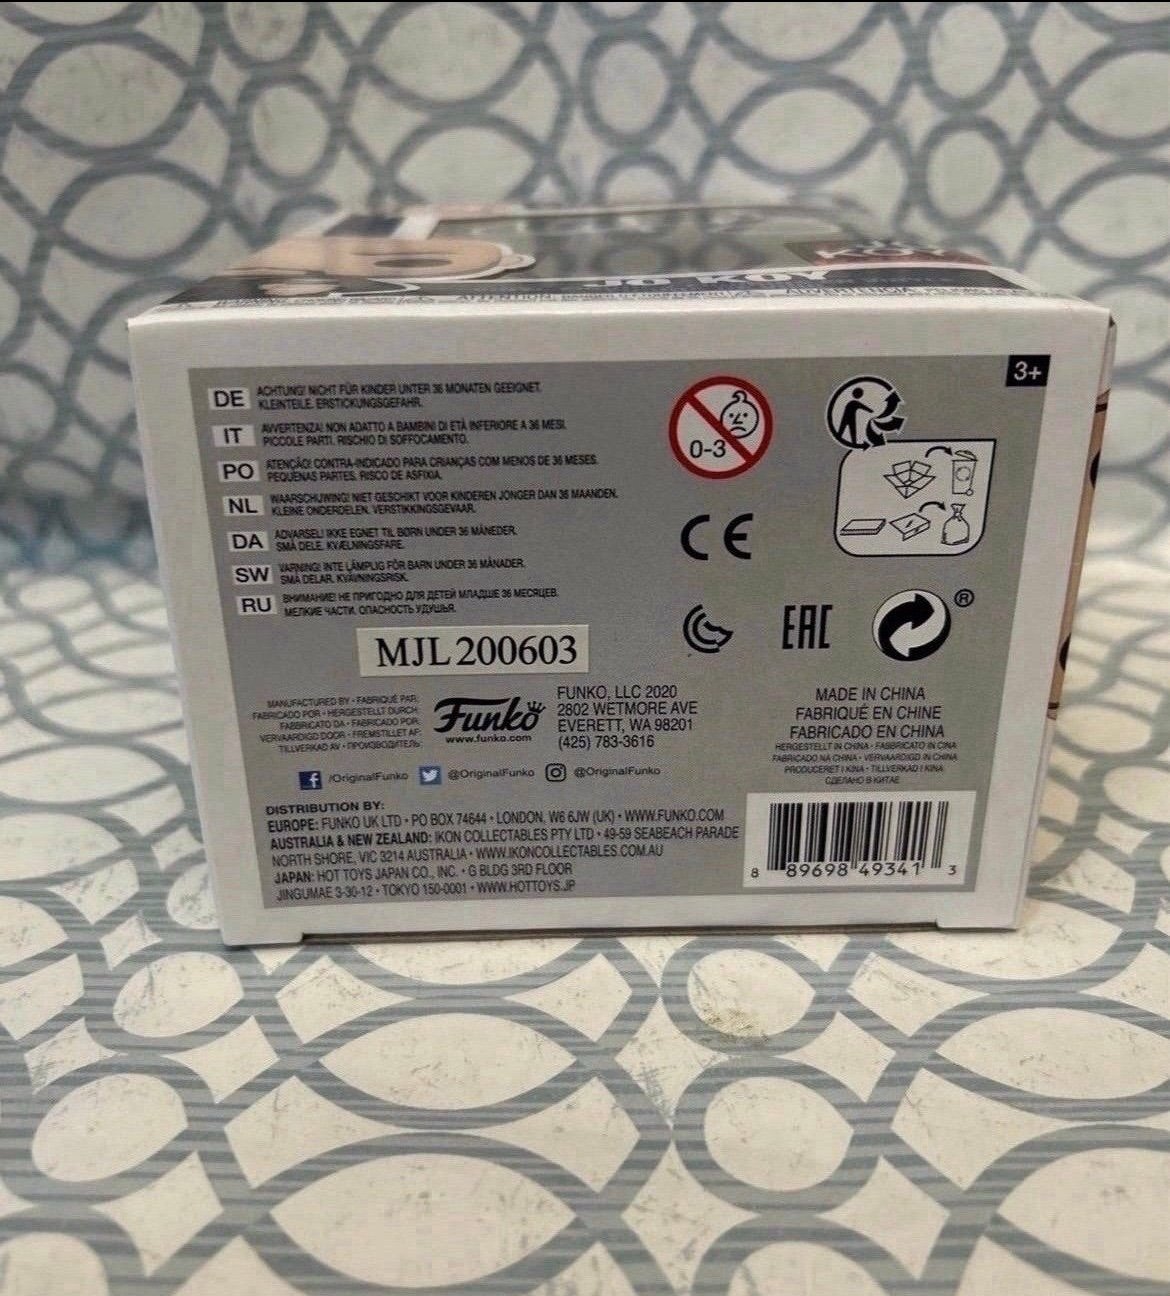 KOY
JO KOY
3+
DE ACHTUNG! NICHT FÜR KINDER UNTER 36 MONATEN GEEIGNET.
KLEINTEILE. ERSTICKUNGSGEFAHR.
IT AVVERTENZA! NON ADATTO A BAMBINI DI ETÀ INFERIORE A 36 MESI.
PICCOLE PARTI. RISCHIO DI SOFFOCAMENTO.
PO ATENÇÃO! CONTRA-INDICADO PARA CRIANÇAS COM MENOS DE 36 MESES.
PEQUENAS PARTES. RISCO DE ASFIXIA.
NL WAARSCHUWING! NIET GESCHIKT VOOR KINDEREN JONGER DAN 36 MAANDEN.
KLEINE ONDERDELEN. VERSTIKKINGSGEVAAR.
DA ADVARSEL! IKKE EGNET TIL BØRN UNDER 36 MÅNEDER.
SMÅ DELE. KVÆLNINGSFARE.
SW VARNING! INTE LÄMPLIG FÖR BARN UNDER 36 MÅNADER.
SMÅ DELAR. KVÄVNINGSRISK.
RU ВНИМАНИЕ! НЕ ПРИГОДНО ДЛЯ ДЕТЕЙ МЛАДШЕ 36 МЕСЯЦЕВ.
МЕЛКИЕ ЧАСТИ. ОПАСНОСТЬ УДУШЬЯ.
0-3
CE
EAC
®
MJL200603
MANUFACTURED BY • FABRIQUÉ PAR.
FABRICADO POR • HERGESTELLT DURCH.
FABBRICATO DA • FABRICADO POR.
VERVAARDIGD DOOR • FREMSTILLET AF.
TILLVERKAD AV • ПРОИЗВОДИТЕЛЬ
Funko
www.funko.com
FUNKO, LLC 2020
2802 WETMORE AVE
EVERETT, WA 98201
(425) 783-3616
MADE IN CHINA
FABRIQUÉ EN CHINE
FABRICADO EN CHINA
HERGESTELLT IN CHINA • FABBRICATO IN CINA
FABRICADO NA CHINA • VERVAARDIGD IN CHINA
PRODUCERET I KINA • TILLVERKAD I KINA
СДЕЛАНО В КИТАЕ
f /OriginalFunko @OriginalFunko @OriginalFunko
DISTRIBUTION BY:
EUROPE: FUNKO UK LTD • PO BOX 74644 • LONDON. W6 6JW (UK) • WWW.FUNKO.COM
AUSTRALIA & NEW ZEALAND: IKON COLLECTABLES PTY LTD • 49-59 SEABEACH PARADE
NORTH SHORE, VIC 3214 AUSTRALIA • WWW.IKONCOLLECTABLES.COM.AU
JAPAN: HOT TOYS JAPAN CO., INC. • G BLDG 3RD FLOOR
JINGUMAE 3-30-12 • TOKYO 150-0001 • WWW.HOTTOYS.JP
8 89698 49341 3